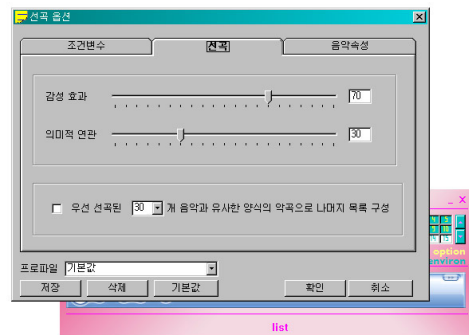 선곡 옵션
조건변수 선곡 음악속성
감성 효과 70
의미적 연관 30
우선 선곡된 30 개 음악과 유사한 양식의 악곡으로 나머지 목록 구성
프로파일 기본값
저장 삭제 기본값 확인 취소
option
environ
list